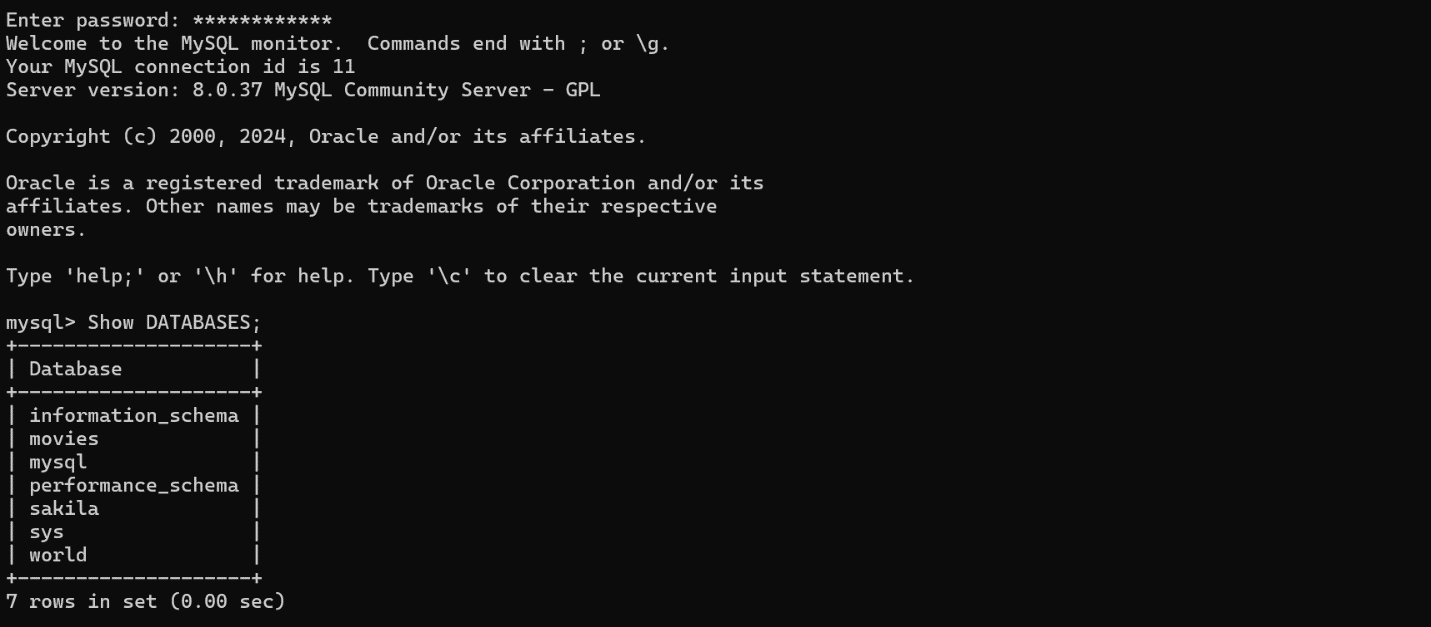 Enter password: ************
Welcome to the MySQL monitor.  Commands end with ; or \g.
Your MySQL connection id is 11
Server version: 8.0.37 MySQL Community Server - GPL

Copyright (c) 2000, 2024, Oracle and/or its affiliates.

Oracle is a registered trademark of Oracle Corporation and/or its
affiliates. Other names may be trademarks of their respective
owners.

Type 'help;' or '\h' for help. Type '\c' to clear the current input statement.

mysql> Show DATABASES;
+--------------------+
| Database           |
+--------------------+
| information_schema |
| movies             |
| mysql              |
| performance_schema |
| sakila             |
| sys                |
| world              |
+--------------------+
7 rows in set (0.00 sec)